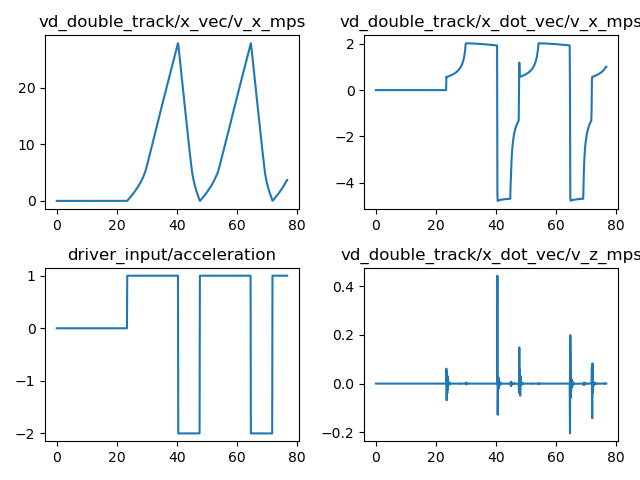 vd_double_track/x_vec/v_x_mps
vd_double_track/x_dot_vec/v_x_mps
20
10
0
0 20 40 60 80
2
0
−2
−4
0 20 40 60 80
driver_input/acceleration
vd_double_track/x_dot_vec/v_z_mps
1
0
−1
−2
0 20 40 60 80
0.4
0.2
0.0
−0.2
0 20 40 60 80